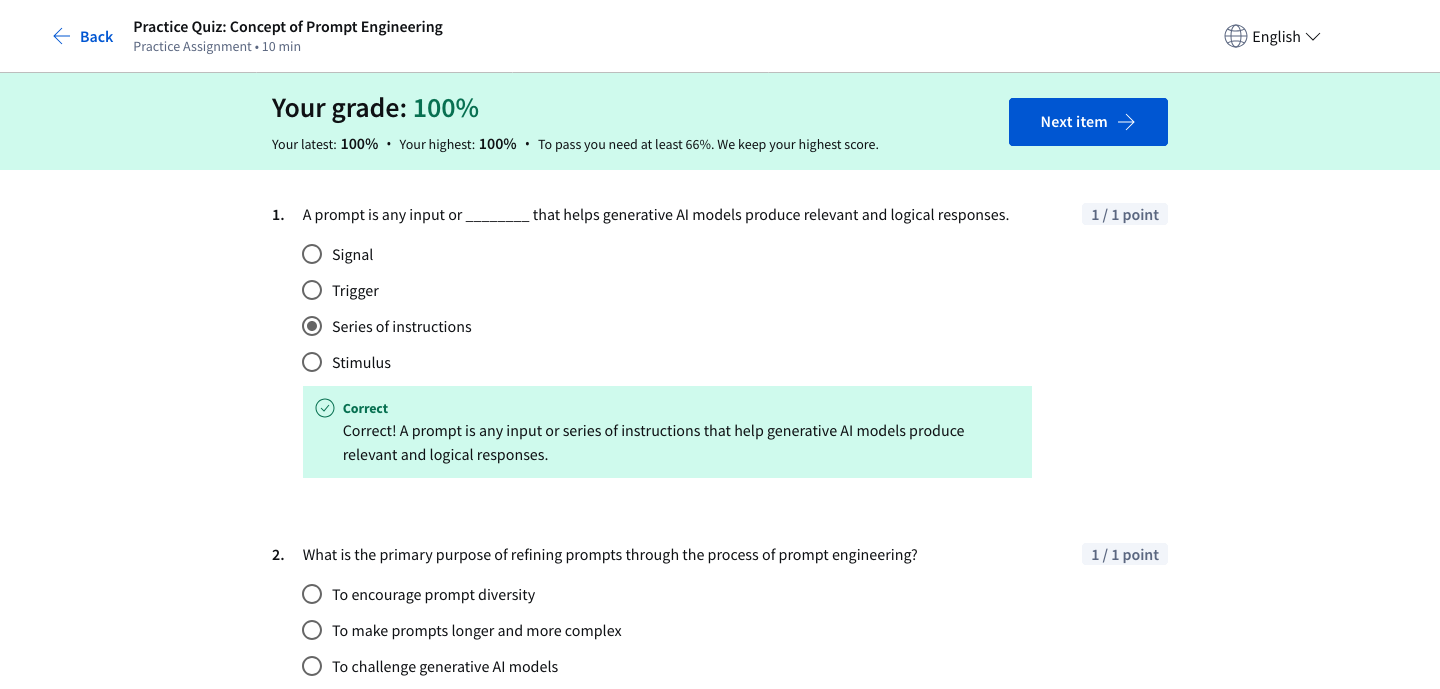 Back
Practice Quiz: Concept of Prompt Engineering
Practice Assignment • 10 min
English
Your grade: 100%
Your latest: 100% • Your highest: 100% • To pass you need at least 66%. We keep your highest score.
Next item
1. A prompt is any input or ________ that helps generative AI models produce relevant and logical responses.
1 / 1 point
Signal
Trigger
Series of instructions
Stimulus
Correct
Correct! A prompt is any input or series of instructions that help generative AI models produce
relevant and logical responses.
2. What is the primary purpose of refining prompts through the process of prompt engineering?
1 / 1 point
To encourage prompt diversity
To make prompts longer and more complex
To challenge generative AI models